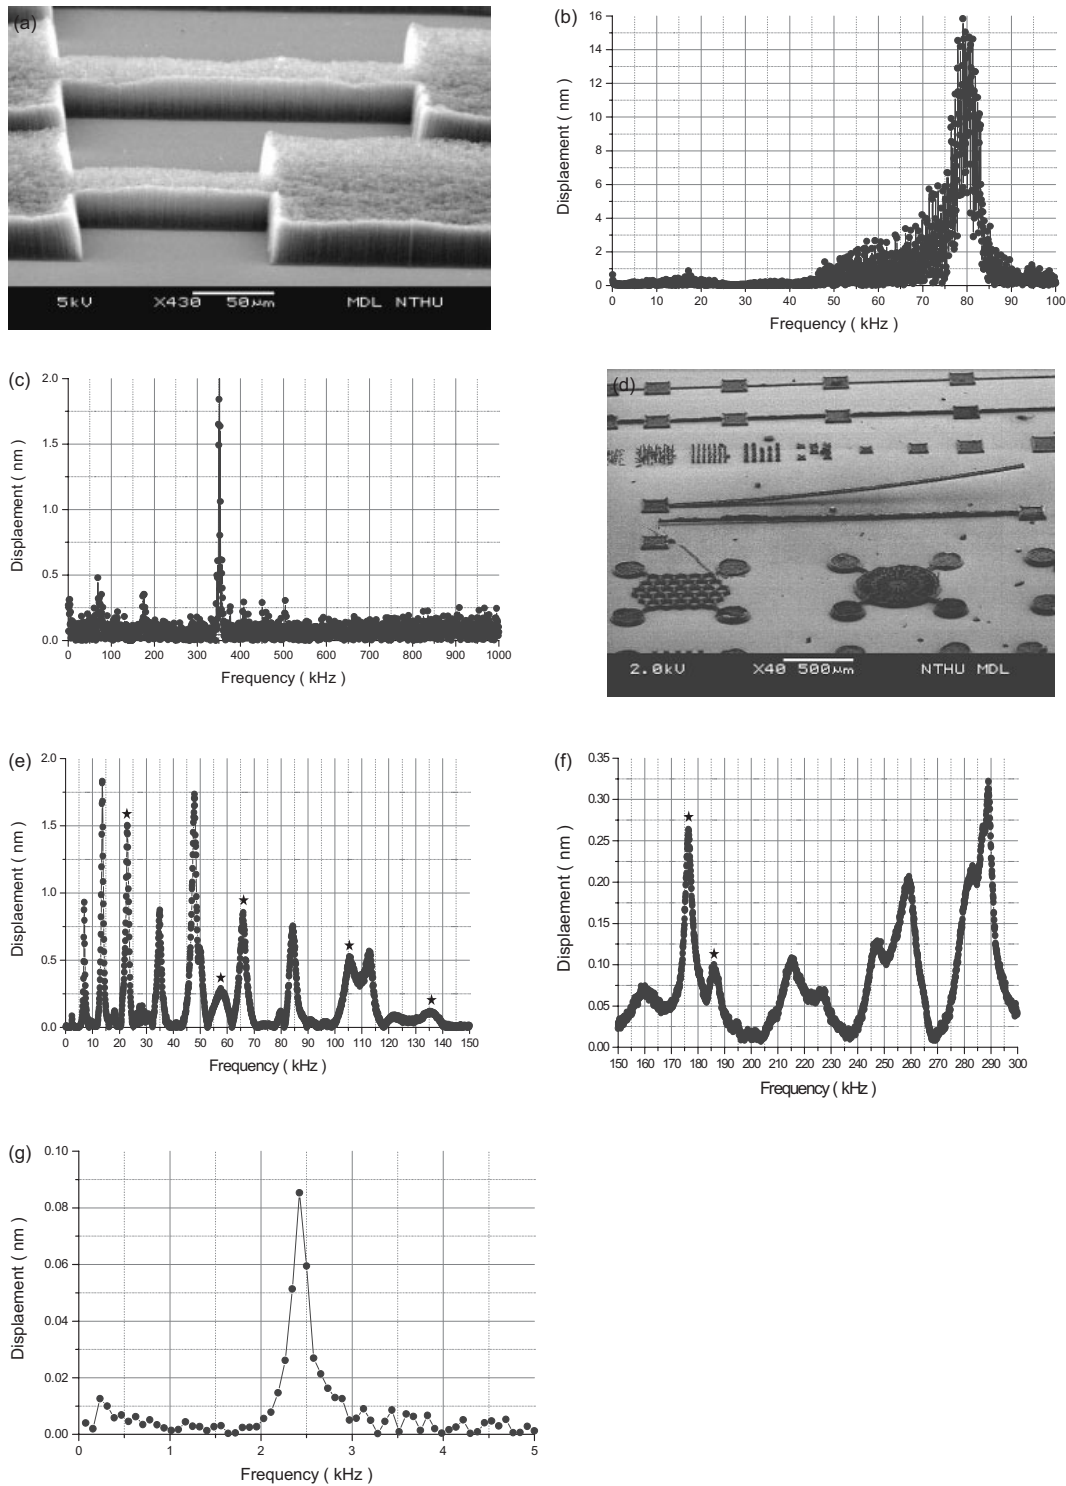 (a)
5kV X430 50µm MDL NTHU
(b)
Displaement ( nm )
16
14
12
10
8
6
4
2
0
0 10 20 30 40 50 60 70 80 90 100
Frequency ( kHz )
(c)
Displaement ( nm )
2.0
1.5
1.0
0.5
0.0
0 100 200 300 400 500 600 700 800 900 1000
Frequency ( kHz )
(d)
2.0kV X40 500µm NTHU MDL
(e)
Displaement ( nm )
2.0
1.5
1.0
0.5
0.0
0 10 20 30 40 50 60 70 80 90 100 110 120 130 140 150
Frequency ( kHz )
(f)
Displaement ( nm )
0.35
0.30
0.25
0.20
0.15
0.10
0.05
0.00
150 160 170 180 190 200 210 220 230 240 250 260 270 280 290 300
Frequency ( kHz )
(g)
Displaement ( nm )
0.10
0.08
0.06
0.04
0.02
0.00
0 1 2 3 4 5
Frequency ( kHz )